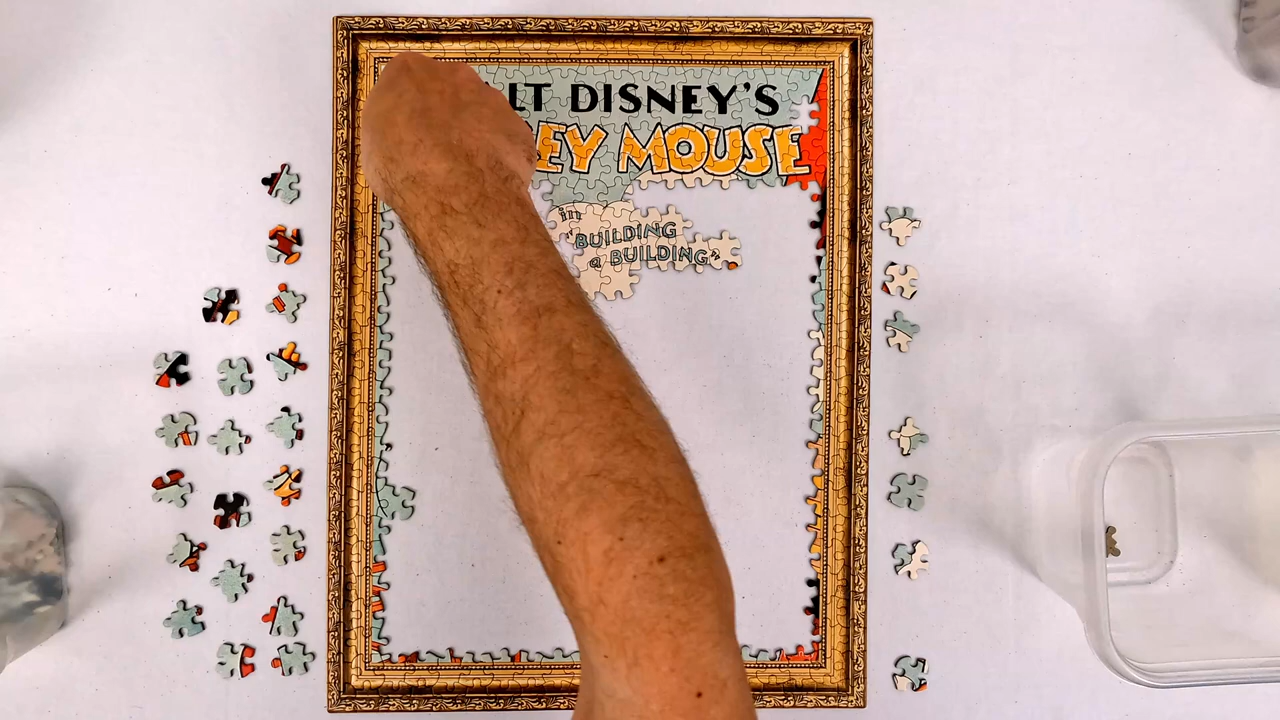 LT DISNEY'S
EY MOUSE
in
"BUILDING
a BUILDING"